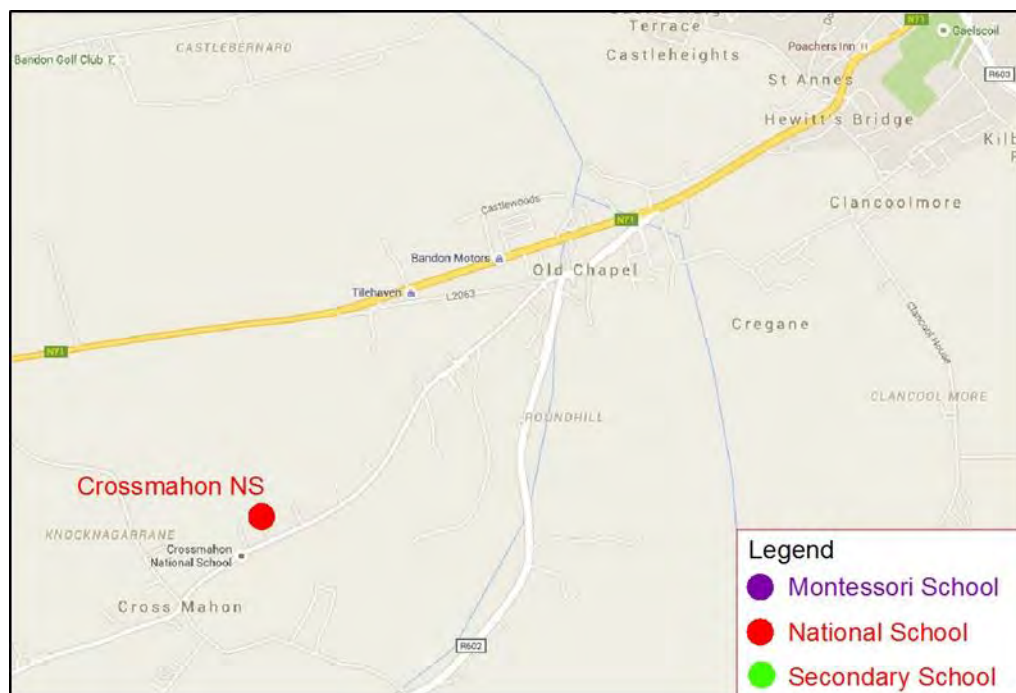 Terrace
CASTLEBERNARD
Castleheights
Bandon Golf Club
Poachers Inn
N71
Gaelscoil
R603
St Annes
Hewitt's Bridge
Clancoolmore
Castlewoods
N71
Bandon Motors
Old Chapel
Tilehaven
L2063
Cregane
Clancool House
N71
CLANCOOL MORE
ROUNDHILL
Crossmahon NS
KNOCKNAGARRANE
Crossmahon
National School
Cross Mahon
R602
Legend
Montessori School
National School
Secondary School